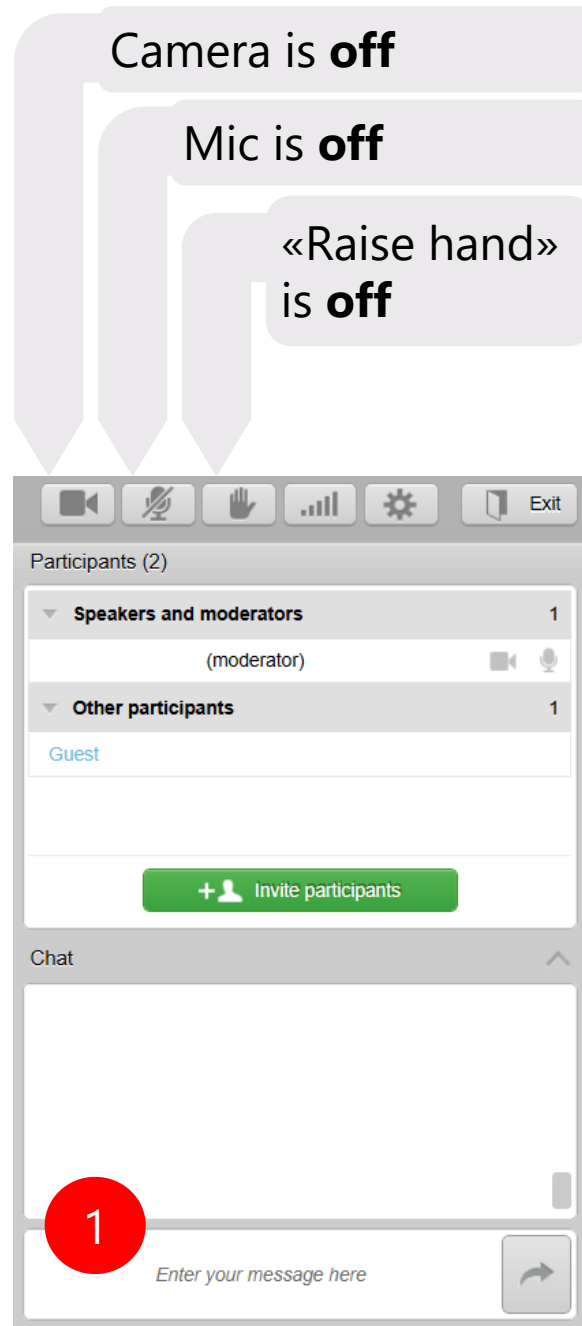 Camera is off
Mic is off
«Raise hand»
is off
Exit
Participants (2)
Speakers and moderators 1
(moderator)
Other participants 1
Guest
Invite participants
Chat
1
Enter your message here